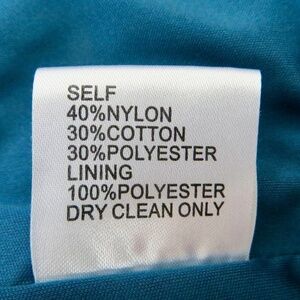 SELF
40%NYLON
30%COTTON
30%POLYESTER
LINING
100%POLYESTER
DRY CLEAN ONLY